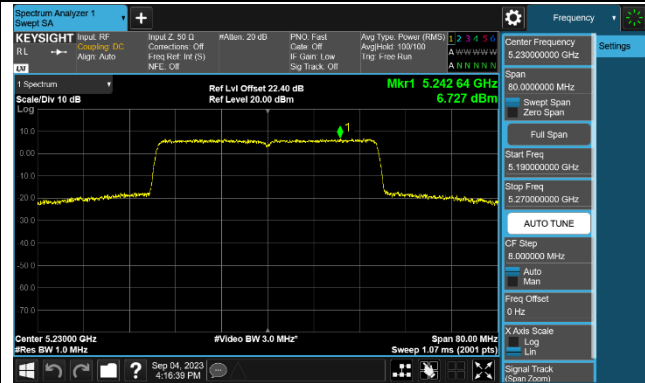 Spectrum Analyzer 1
Swept SA
+
Frequency
KEYSIGHT
RL
LXI
Input: RF
Coupling: DC
Align: Auto
Input Z: 50 Ω
Corrections: Off
Freq Ref: Int (S)
NFE: Off
#Atten: 20 dB
PNO: Fast
Gate: Off
IF Gain: Low
Sig Track: Off
Avg Type: Power (RMS)
Avg|Hold: 100/100
Trig: Free Run
1 2 3 4 5 6
A W W W W W
A N N N N N
1 Spectrum
Scale/Div 10 dB
Log
Ref Lvl Offset 22.40 dB
Ref Level 20.00 dBm
Mkr1 5.242 64 GHz
6.727 dBm
1
10.0
0.00
-10.0
-20.0
-30.0
-40.0
-50.0
-60.0
-70.0
Center 5.23000 GHz
#Res BW 1.0 MHz
#Video BW 3.0 MHz*
Span 80.00 MHz
Sweep 1.07 ms (2001 pts)
?
Sep 04, 2023
4:16:39 PM
Center Frequency
5.230000000 GHz
Span
80.0000000 MHz
Swept Span
Zero Span
Full Span
Start Freq
5.190000000 GHz
Stop Freq
5.270000000 GHz
AUTO TUNE
CF Step
8.000000 MHz
Auto
Man
Freq Offset
0 Hz
X Axis Scale
Log
Lin
Signal Track
(Span Zoom)
Settings